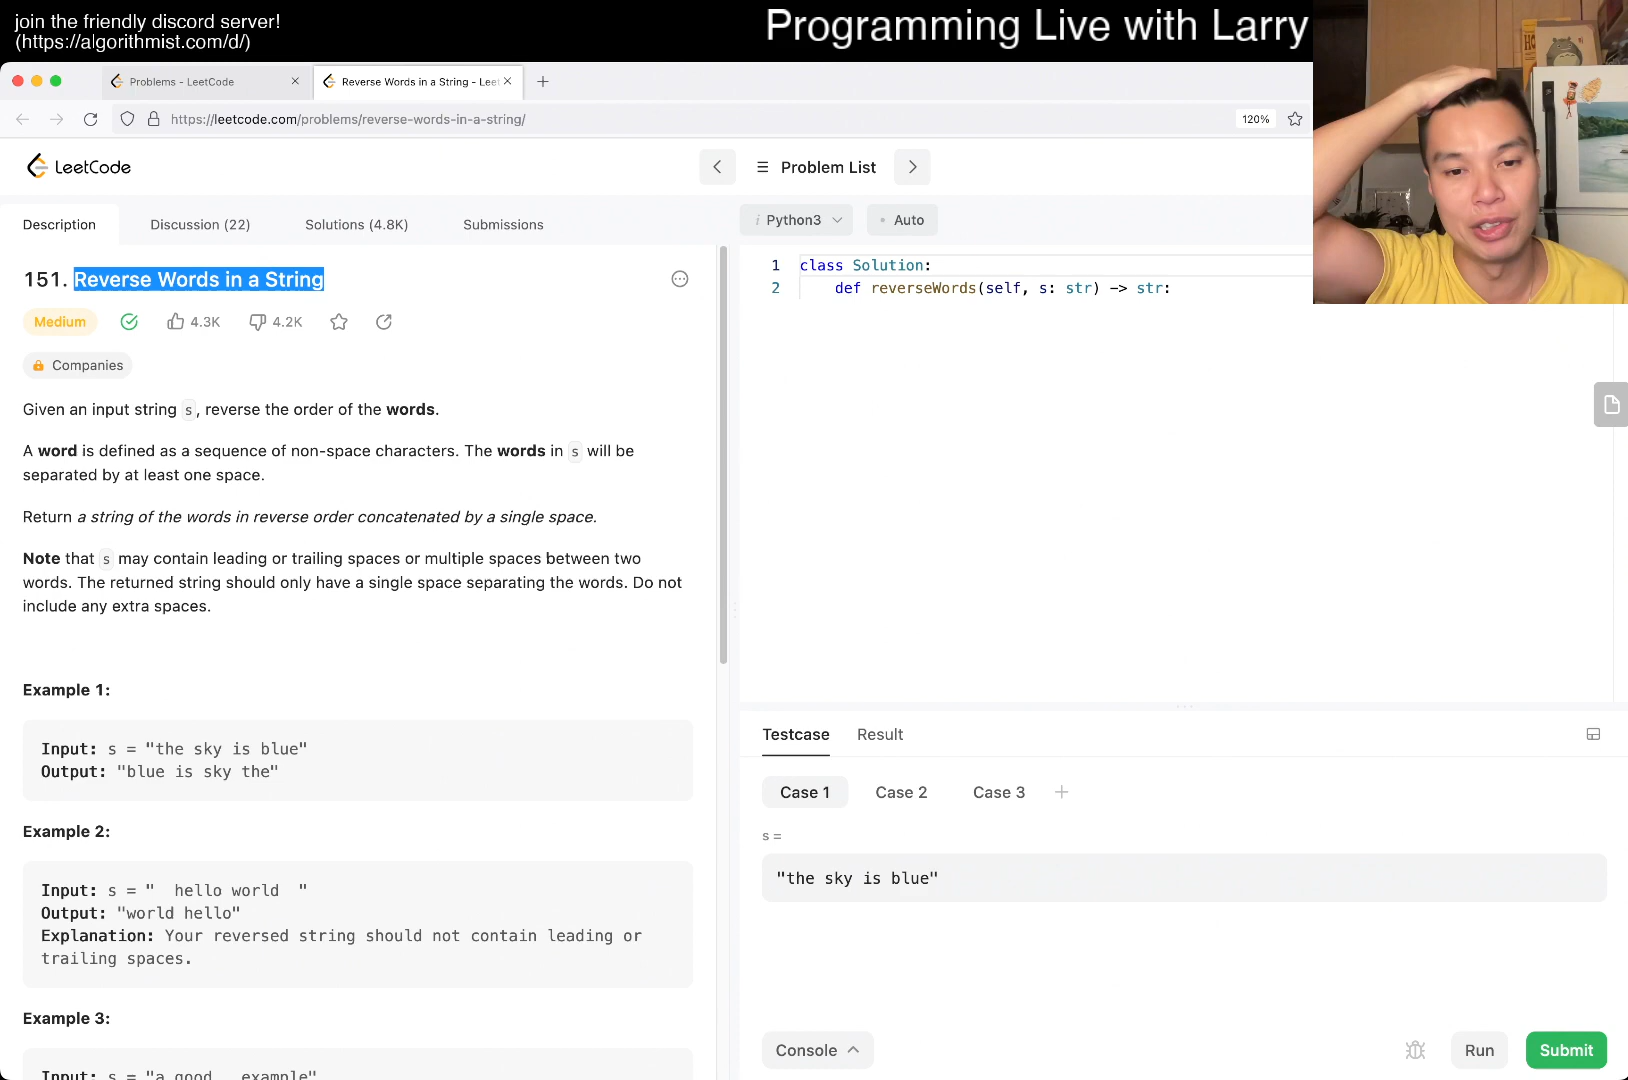 join the friendly discord server!
(https://algorithmist.com/d/)
Programming Live with Larry
Problems - LeetCode
Reverse Words in a String - Leet
https://leetcode.com/problems/reverse-words-in-a-string/
120%
LeetCode
Problem List
Description
Discussion (22)
Solutions (4.8K)
Submissions
i Python3
Auto
151. Reverse Words in a String
Medium
4.3K
4.2K
Companies
Given an input string s, reverse the order of the words.
A word is defined as a sequence of non-space characters. The words in s will be
separated by at least one space.
Return a string of the words in reverse order concatenated by a single space.
Note that s may contain leading or trailing spaces or multiple spaces between two
words. The returned string should only have a single space separating the words. Do not
include any extra spaces.
Example 1:
Input: s = "the sky is blue"
Output: "blue is sky the"
Example 2:
Input: s = "  hello world  "
Output: "world hello"
Explanation: Your reversed string should not contain leading or
trailing spaces.
Example 3:
Input: s = "a good   example"
1 class Solution:
2     def reverseWords(self, s: str) -> str:
Testcase
Result
Case 1
Case 2
Case 3
s =
"the sky is blue"
Console
Run
Submit